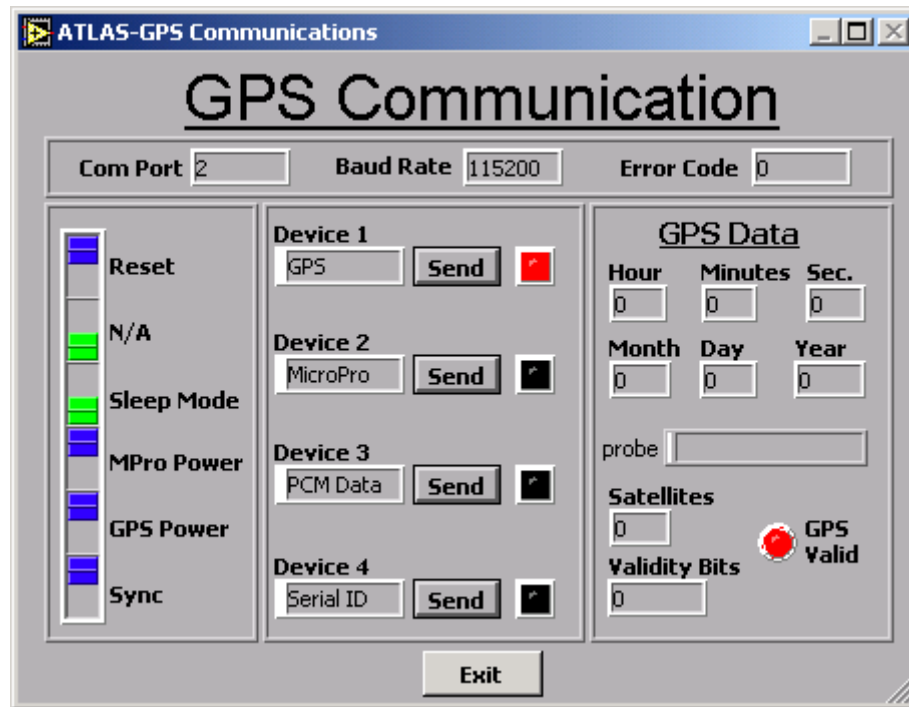 ATLAS-GPS Communications
GPS Communication
Com Port 2 Baud Rate 115200 Error Code 0
Reset
N/A
Sleep Mode
MPro Power
GPS Power
Sync
Device 1
GPS Send
Device 2
MicroPro Send
Device 3
PCM Data Send
Device 4
Serial ID Send
GPS Data
Hour Minutes Sec.
0 0 0
Month Day Year
0 0 0
probe
Satellites
0
GPS
Valid
Validity Bits
0
Exit